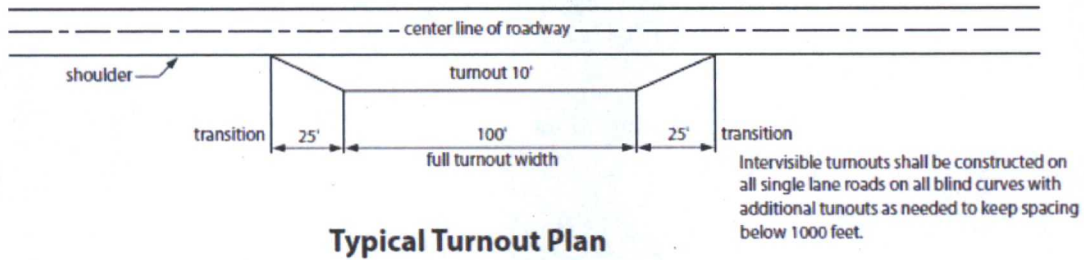 center line of roadway
shoulder
turnout 10'
transition
25'
100'
25'
transition
full turnout width
Intervisible turnouts shall be constructed on
all single lane roads on all blind curves with
additional tunouts as needed to keep spacing
below 1000 feet.
Typical Turnout Plan